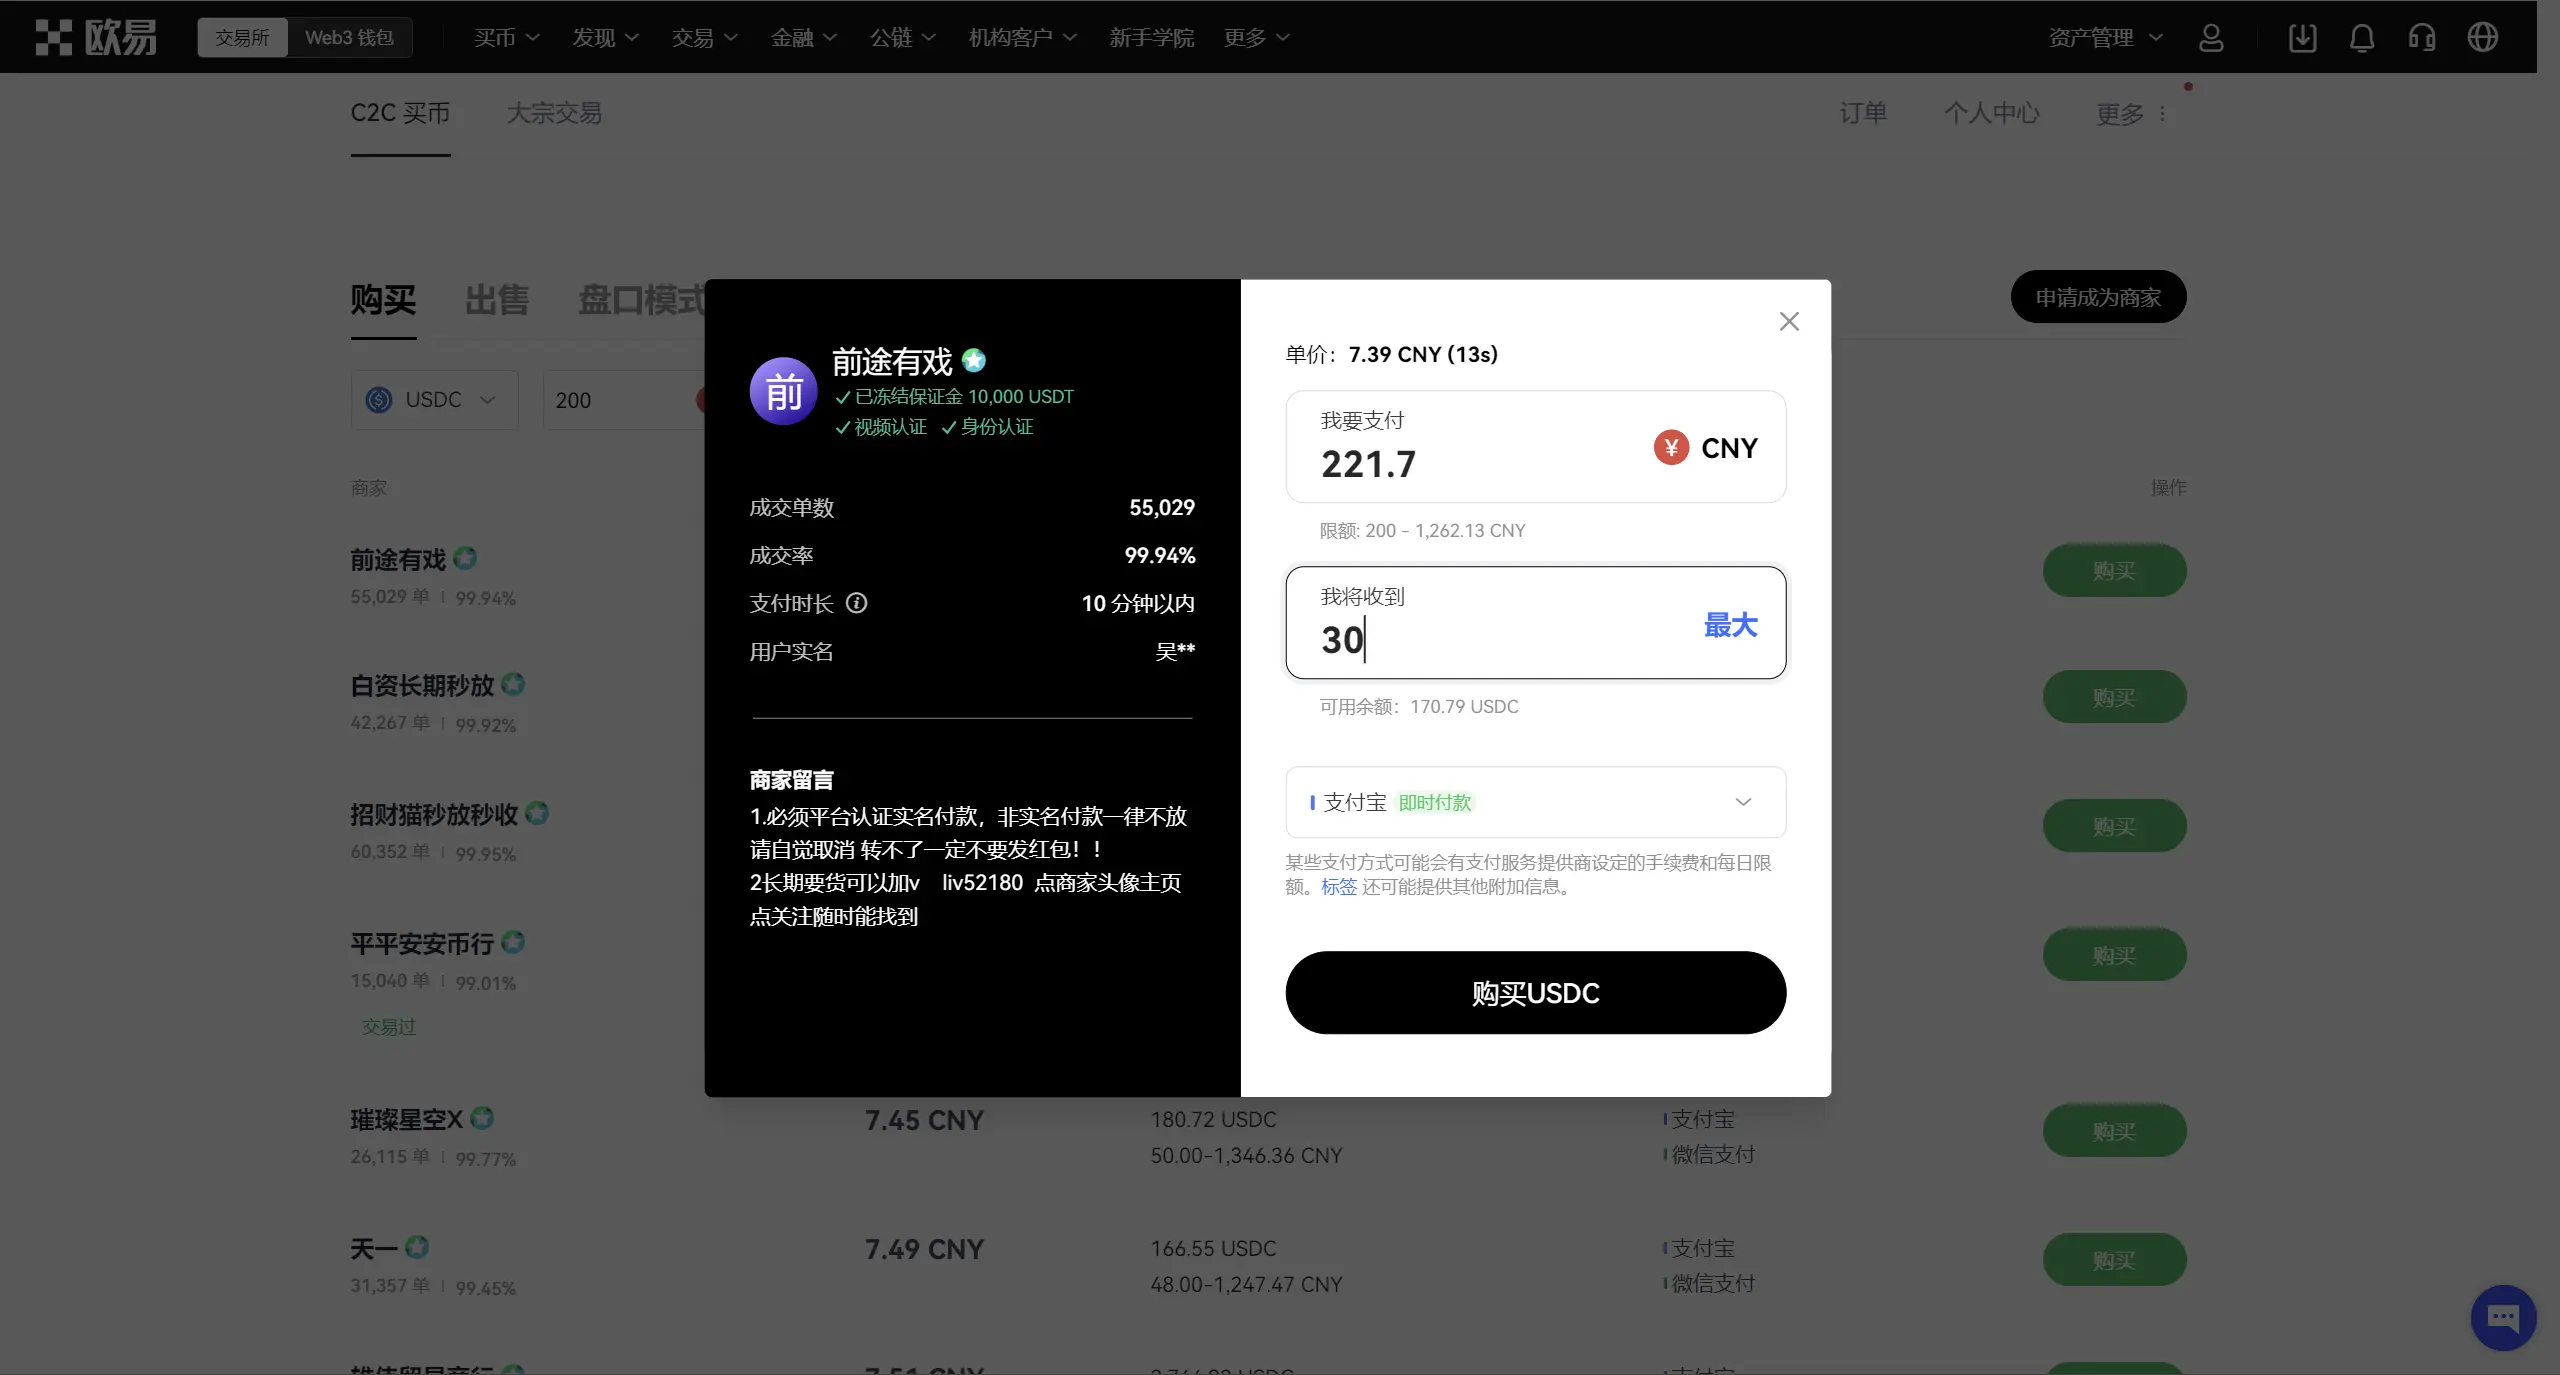 欧易
交易所 Web3 钱包 买币 发现 交易 金融 公链 机构客户 新手学院 更多 资产管理
C2C 买币 大宗交易 订单 个人中心 更多
购买 出售 盘口模式 申请成为商家
USDC 200
商家 操作
前途有戏
55,029 单 | 99.94%
购买
白资长期秒放
42,267 单 | 99.92%
购买
招财猫秒放秒收
60,352 单 | 99.95%
购买
平平安安币行
15,040 单 | 99.01%
交易过
购买
璀璨星空X 7.45 CNY 180.72 USDC 支付宝
26,115 单 | 99.77% 50.00-1,346.36 CNY 微信支付
购买
天一 7.49 CNY 166.55 USDC 支付宝
31,357 单 | 99.45% 48.00-1,247.47 CNY 微信支付
购买
前
前途有戏
已冻结保证金 10,000 USDT
视频认证 身份认证
成交单数 55,029
成交率 99.94%
支付时长 10 分钟以内
用户实名 吴**
商家留言
1.必须平台认证实名付款，非实名付款一律不放
请自觉取消 转不了一定不要发红包！！
2长期要货可以加v liv52180 点商家头像主页
点关注随时能找到
单价：7.39 CNY (13s)
我要支付
221.7
¥ CNY
限额: 200 - 1,262.13 CNY
我将收到
30
最大
可用余额：170.79 USDC
支付宝 即时付款
某些支付方式可能会有支付服务提供商设定的手续费和每日限
额。标签 还可能提供其他附加信息。
购买USDC